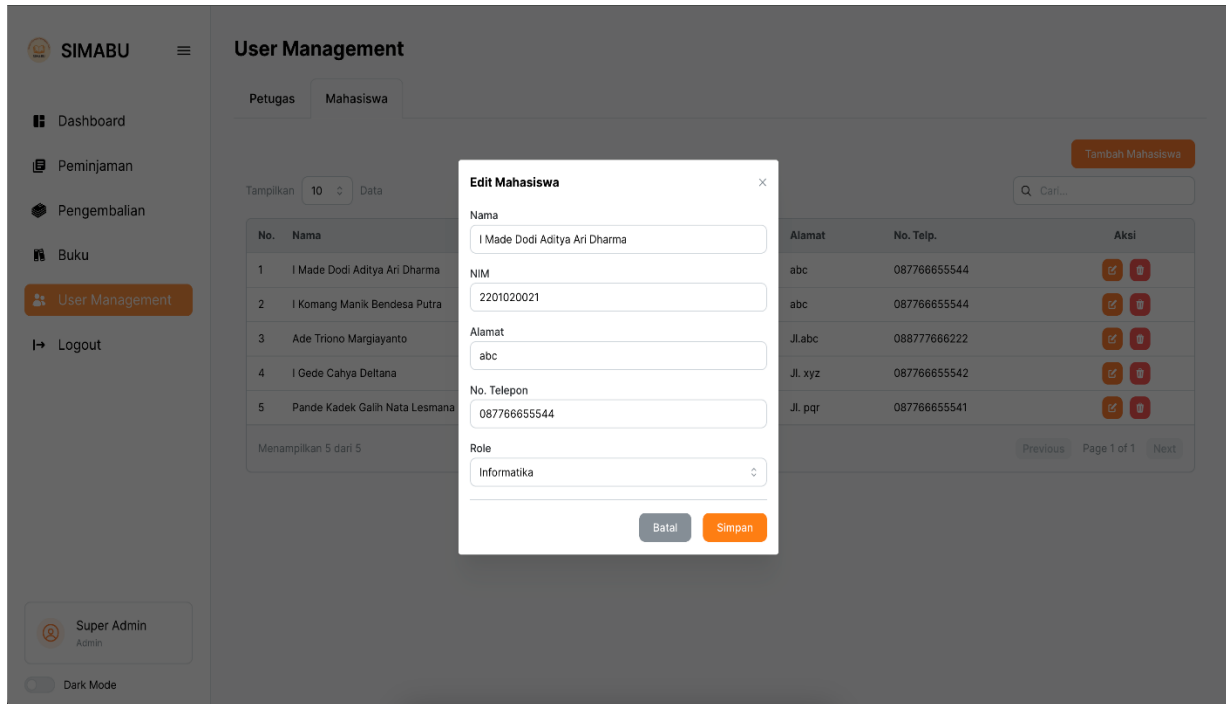 SIMABU
Dashboard
Peminjaman
Pengembalian
Buku
User Management
Logout
Super Admin
Admin
Dark Mode
User Management
Petugas Mahasiswa
Tambah Mahasiswa
Tampilkan 10 Data
Cari...
No. Nama Alamat No. Telp. Aksi
1 I Made Dodi Aditya Ari Dharma abc 087766655544
2 I Komang Manik Bendesa Putra abc 087766655544
3 Ade Triono Margiayanto Jl.abc 088777666222
4 I Gede Cahya Deltana Jl. xyz 087766655542
5 Pande Kadek Galih Nata Lesmana Jl. pqr 087766655541
Menampilkan 5 dari 5 Previous Page 1 of 1 Next
Edit Mahasiswa
Nama
I Made Dodi Aditya Ari Dharma
NIM
2201020021
Alamat
abc
No. Telepon
087766655544
Role
Informatika
Batal Simpan